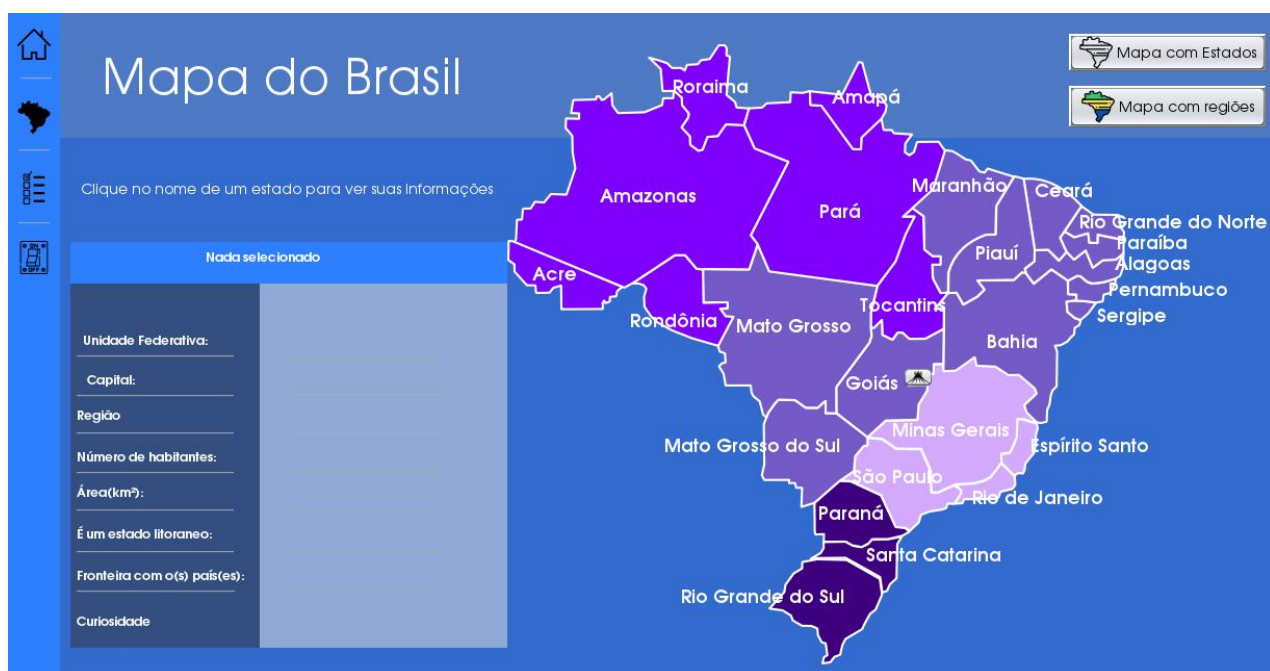 Mapa do Brasil
Mapa com Estados
Mapa com regiões
Clique no nome de um estado para ver suas informações
Nada selecionado
Unidade Federativa:
Capital:
Região
Número de habitantes:
Área(km²):
É um estado litoraneo:
Fronteira com o(s) país(es):
Curiosidade
Roraima
Amapá
Amazonas
Pará
Maranhão
Ceará
Rio Grande do Norte
Paraíba
Piauí
Alagoas
Acre
Pernambuco
Tocantins
Sergipe
Rondônia
Mato Grosso
Bahia
Goiás
Minas Gerais
Mato Grosso do Sul
Espírito Santo
São Paulo
Rio de Janeiro
Paraná
Santa Catarina
Rio Grande do Sul
ON
OFF